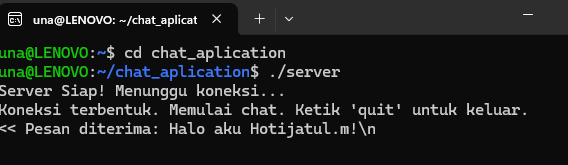 una@LENOVO: ~/chat_aplicat
una@LENOVO:~$ cd chat_aplication
una@LENOVO:~/chat_aplication$ ./server
Server Siap! Menunggu koneksi...
Koneksi terbentuk. Memulai chat. Ketik 'quit' untuk keluar.
<< Pesan diterima: Halo aku Hotijatul.m!\n